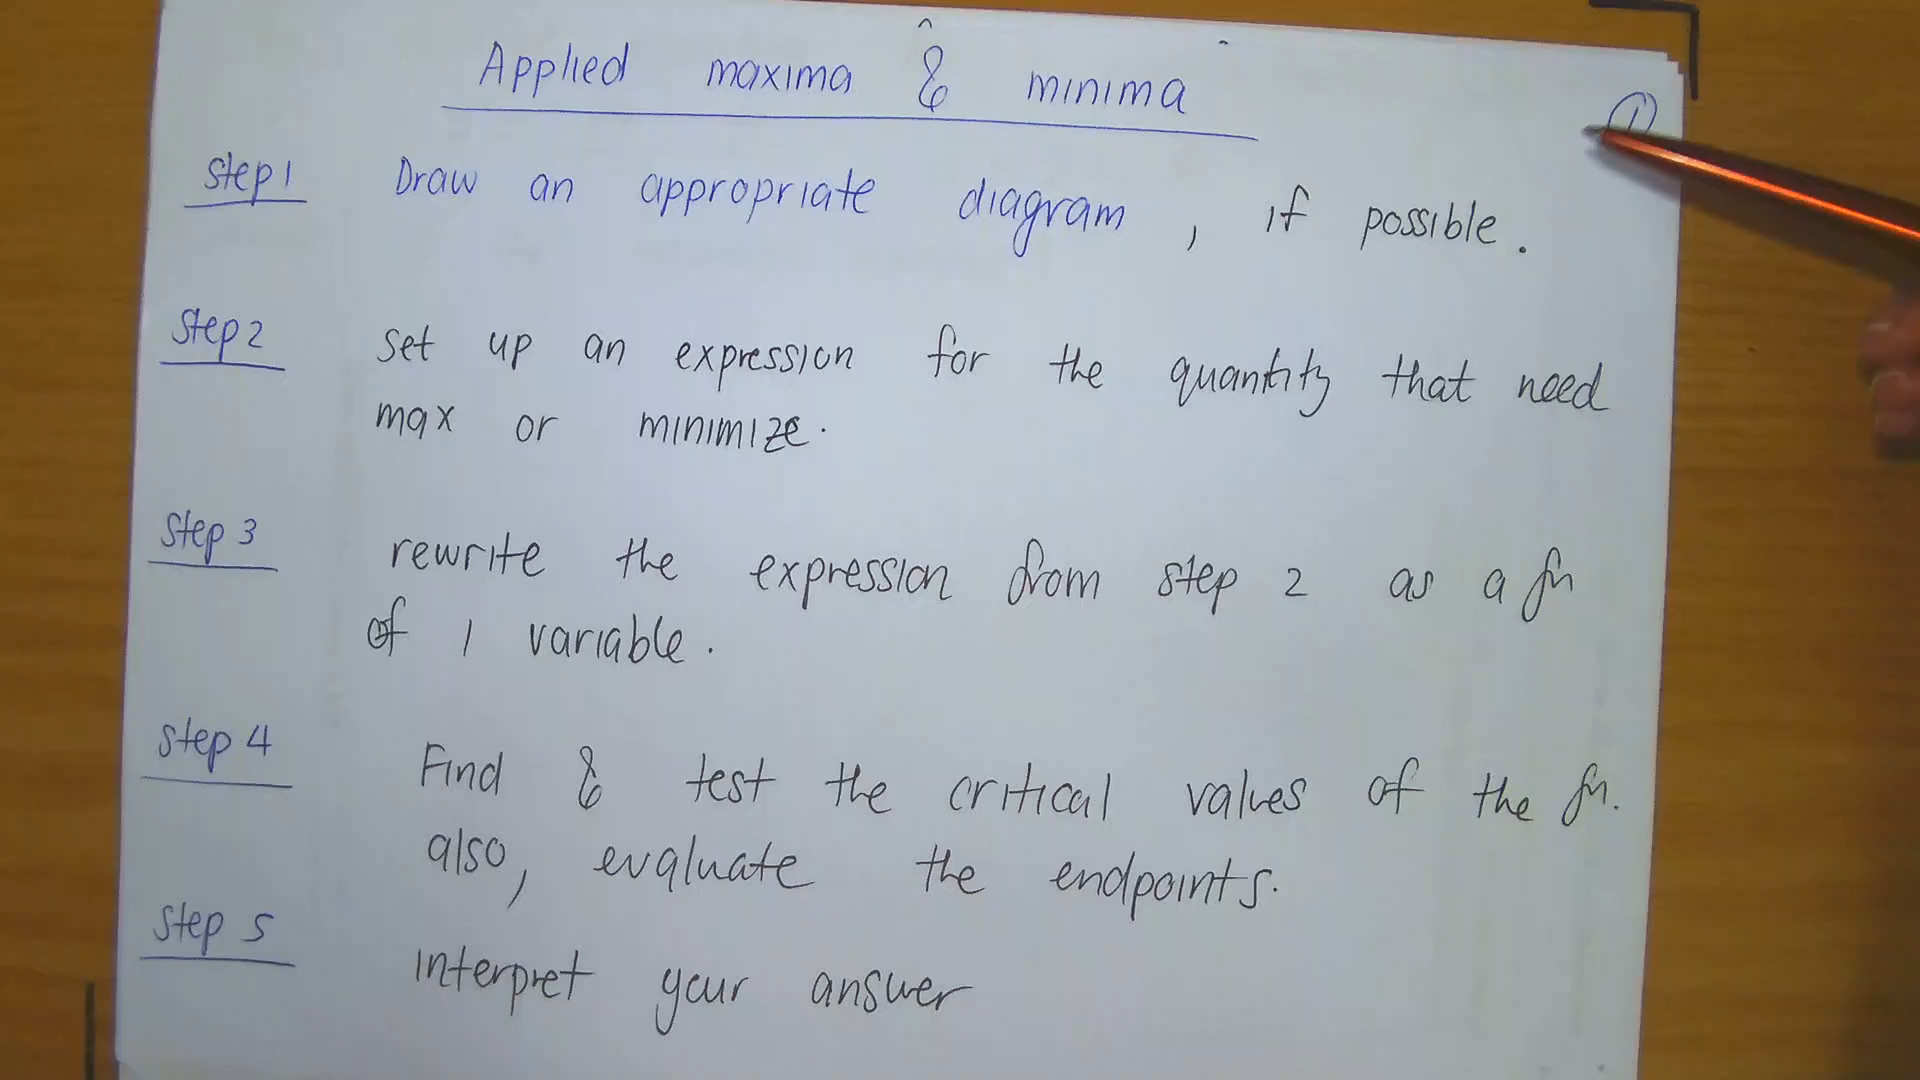 Applied maxima & minima
1
Step 1 Draw an appropriate diagram, if possible.
Step 2 set up an expression for the quantity that need
max or minimize.
Step 3 rewrite the expression from step 2 as a fn
of 1 variable.
Step 4 Find & test the critical values of the fn.
also, evaluate the endpoints.
Step 5 interpret your answer